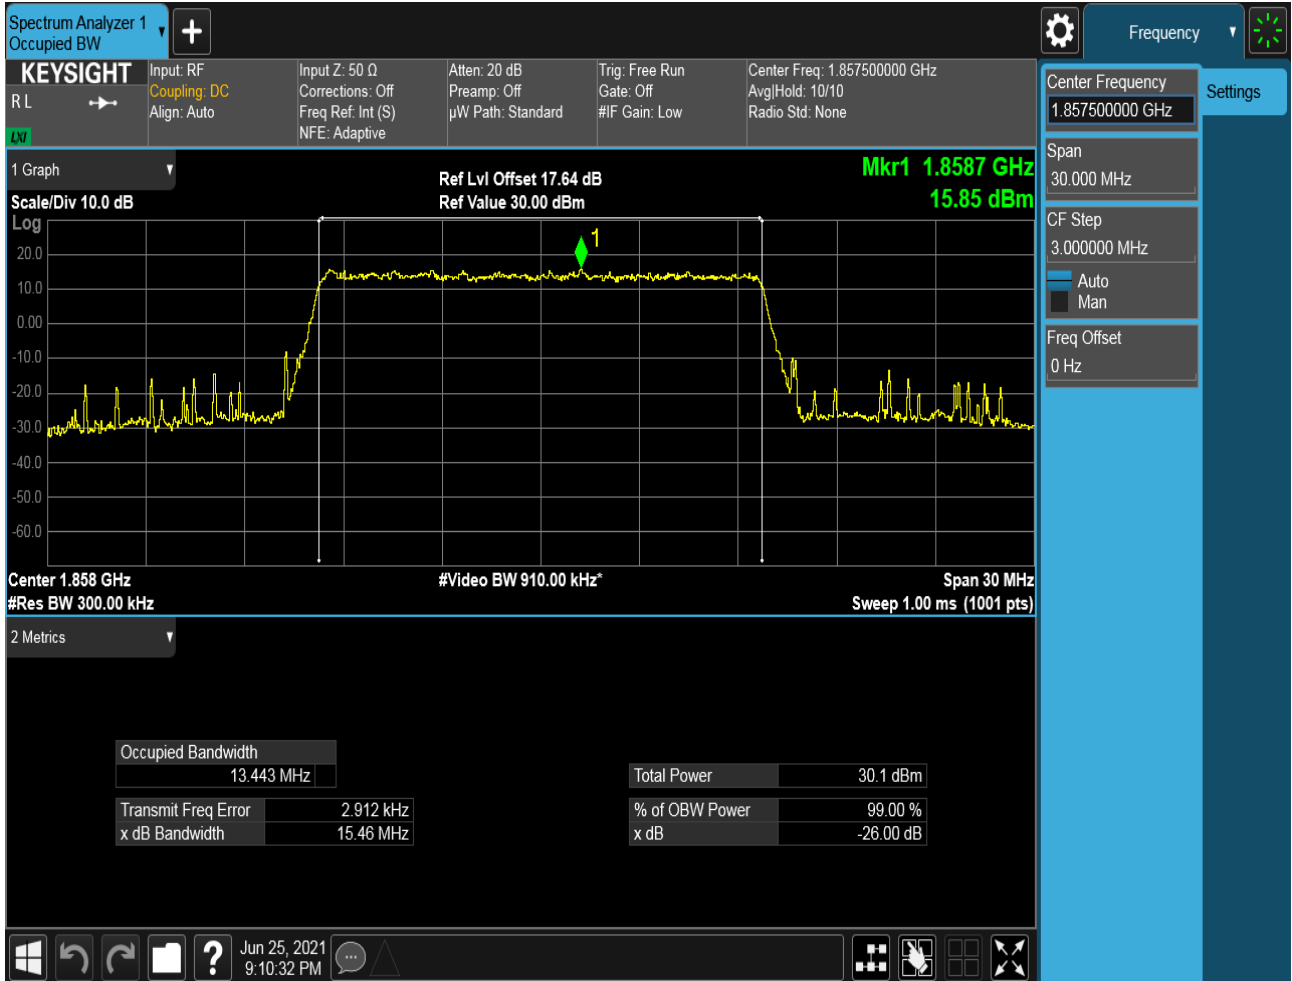 Spectrum Analyzer 1
Occupied BW
Frequency
KEYSIGHT
R L
LXI
Input: RF
Coupling: DC
Align: Auto
Input Z: 50 Ω
Corrections: Off
Freq Ref: Int (S)
NFE: Adaptive
Atten: 20 dB
Preamp: Off
µW Path: Standard
Trig: Free Run
Gate: Off
#IF Gain: Low
Center Freq: 1.857500000 GHz
Avg|Hold: 10/10
Radio Std: None
Center Frequency
1.857500000 GHz
Settings
Span
30.000 MHz
CF Step
3.000000 MHz
Auto
Man
Freq Offset
0 Hz
1 Graph
Scale/Div 10.0 dB
Log
Ref Lvl Offset 17.64 dB
Ref Value 30.00 dBm
Mkr1 1.8587 GHz
15.85 dBm
1
20.0
10.0
0.00
-10.0
-20.0
-30.0
-40.0
-50.0
-60.0
Center 1.858 GHz
#Res BW 300.00 kHz
#Video BW 910.00 kHz*
Span 30 MHz
Sweep 1.00 ms (1001 pts)
2 Metrics
Occupied Bandwidth
13.443 MHz
Transmit Freq Error 2.912 kHz
x dB Bandwidth 15.46 MHz
Total Power 30.1 dBm
% of OBW Power 99.00 %
x dB -26.00 dB
?
Jun 25, 2021
9:10:32 PM